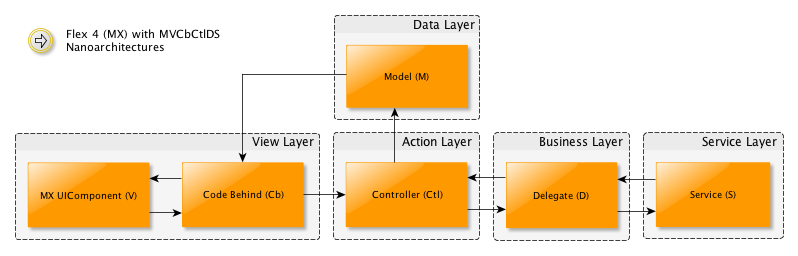 Flex 4 (MX) with MVCbCtlDS
Nanoarchitectures
Data Layer
Model (M)
View Layer
Action Layer
Business Layer
Service Layer
MX UIComponent (V)
Code Behind (Cb)
Controller (Ctl)
Delegate (D)
Service (S)